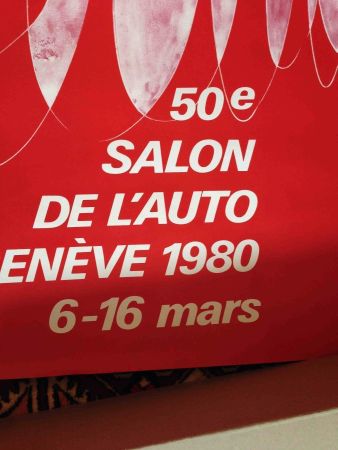 50e
SALON
DE L'AUTO
ENÈVE 1980
6-16 mars